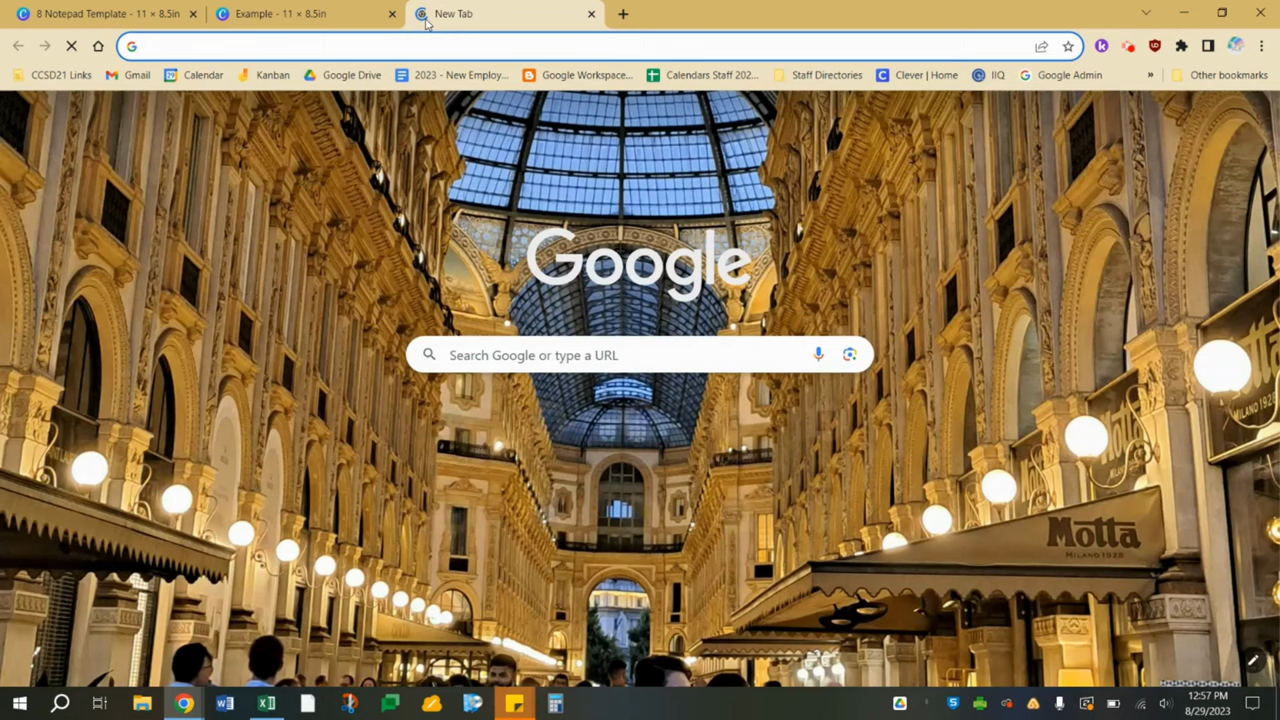 8 Notepad Template - 11 × 8.5in
Example - 11 × 8.5in
New Tab
CCSD21 Links
Gmail
Calendar
Kanban
Google Drive
2023 - New Employ...
Google Workspace...
Calendars Staff 202...
Staff Directories
Clever | Home
IIQ
Google Admin
»
Other bookmarks
Google
Search Google or type a URL
Motta
MILANO 1928
MILANO 1928
12:57 PM
8/29/2023